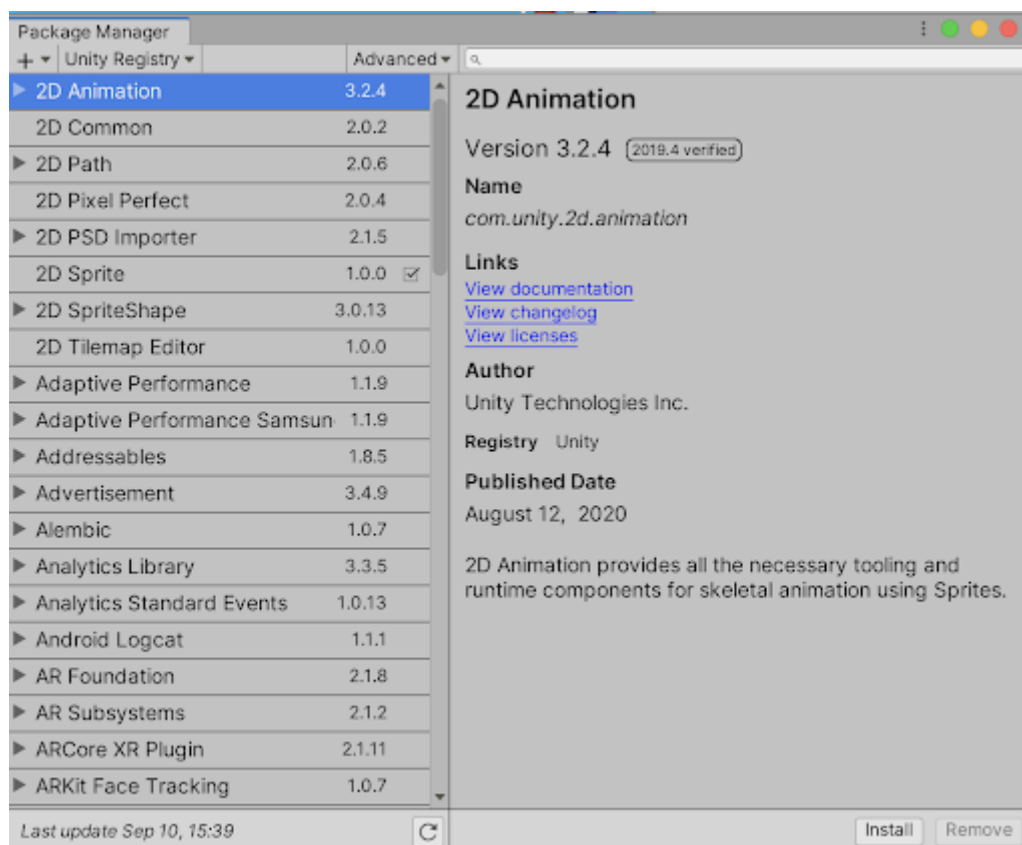 Package Manager
Unity Registry
Advanced
2D Animation 3.2.4
2D Common 2.0.2
2D Path 2.0.6
2D Pixel Perfect 2.0.4
2D PSD Importer 2.1.5
2D Sprite 1.0.0
2D SpriteShape 3.0.13
2D Tilemap Editor 1.0.0
Adaptive Performance 1.1.9
Adaptive Performance Samsun 1.1.9
Addressables 1.8.5
Advertisement 3.4.9
Alembic 1.0.7
Analytics Library 3.3.5
Analytics Standard Events 1.0.13
Android Logcat 1.1.1
AR Foundation 2.1.8
AR Subsystems 2.1.2
ARCore XR Plugin 2.1.11
ARKit Face Tracking 1.0.7
Last update Sep 10, 15:39
2D Animation
Version 3.2.4 2019.4 verified
Name
com.unity.2d.animation
Links
View documentation
View changelog
View licenses
Author
Unity Technologies Inc.
Registry Unity
Published Date
August 12, 2020
2D Animation provides all the necessary tooling and
runtime components for skeletal animation using Sprites.
Install Remove